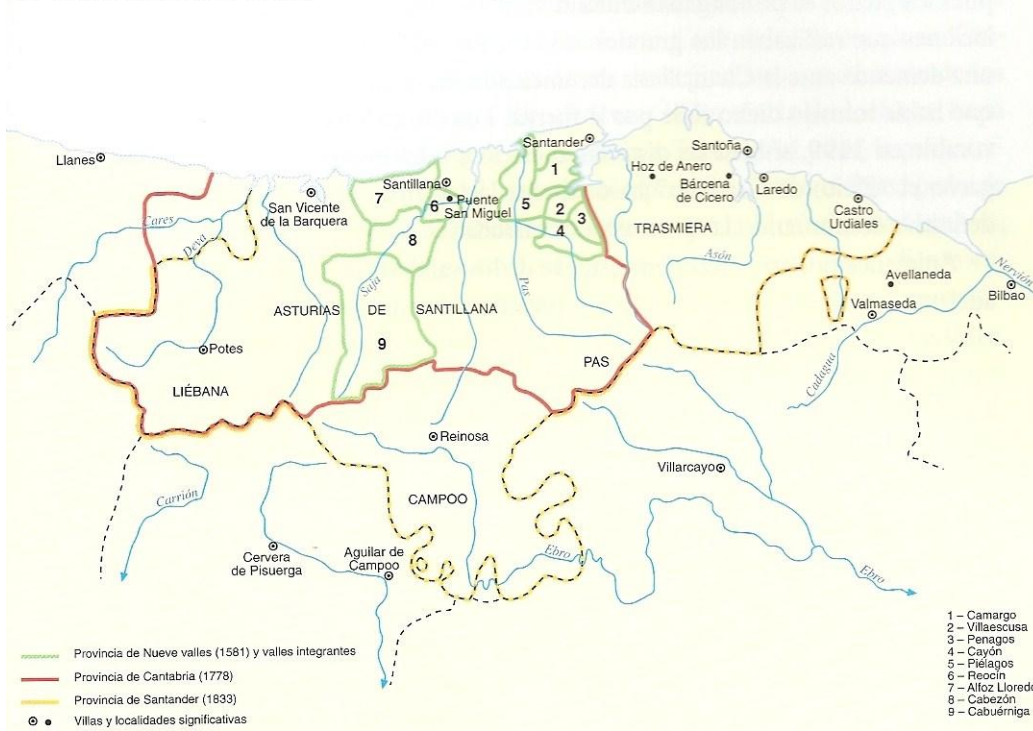 Llanes
Cares
Deva
San Vicente
de la Barquera
Santillana
Puente
San Miguel
Saja
Pas
Santander
Hoz de Anero
Santoña
Bárcena
de Cicero
Laredo
TRASMIERA
Castro
Urdiales
Asón
Avellaneda
Nervión
Bilbao
Valmaseda
Cadagua
7
6
8
5
1
2
3
4
ASTURIAS
DE
SANTILLANA
9
Potes
LIÉBANA
PAS
Reinosa
Villarcayo
CAMPOO
Carrión
Cervera
de Pisuerga
Aguilar de
Campoo
Ebro
Ebro
Provincia de Nueve valles (1581) y valles integrantes
Provincia de Cantabria (1778)
Provincia de Santander (1833)
Villas y localidades significativas
1 – Camargo
2 – Villaescusa
3 – Penagos
4 – Cayón
5 – Piélagos
6 – Reocín
7 – Alfoz Lloredo
8 – Cabezón
9 – Cabuérniga